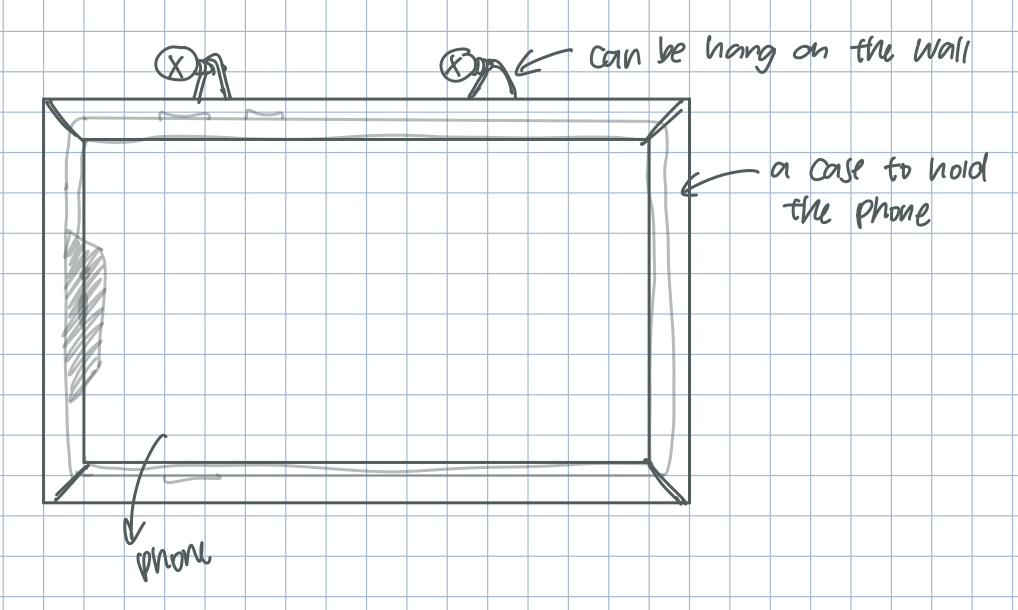 X
X
can be hang on the wall
a case to hold
the phone
phone